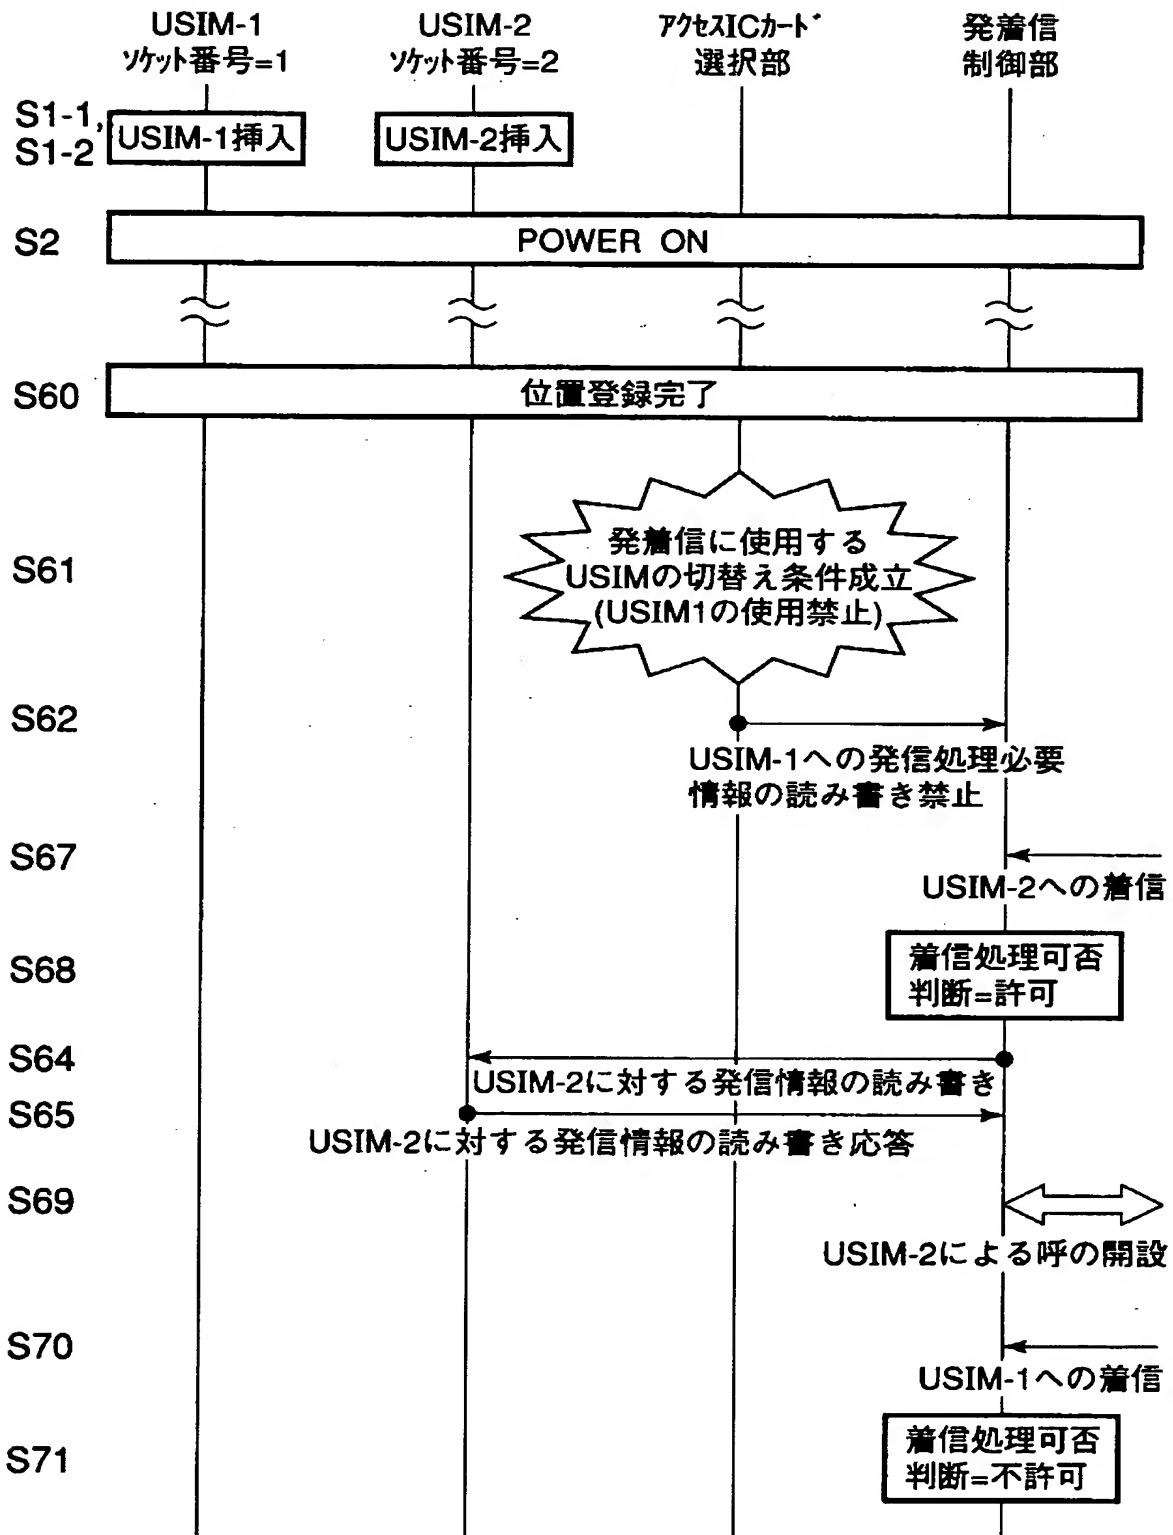 USIM-1
ソケット番号=1
USIM-2
ソケット番号=2
アクセスICカード
選択部
発着信
制御部
S1-1,
S1-2
USIM-1挿入
USIM-2挿入
S2
POWER ON
S60
位置登録完了
S61
発着信に使用する
USIMの切替え条件成立
(USIM1の使用禁止)
S62
USIM-1への発信処理必要
情報の読み書き禁止
S67
USIM-2への着信
S68
着信処理可否
判断=許可
S64
USIM-2に対する発信情報の読み書き
S65
USIM-2に対する発信情報の読み書き応答
S69
USIM-2による呼の開設
S70
USIM-1への着信
S71
着信処理可否
判断=不許可